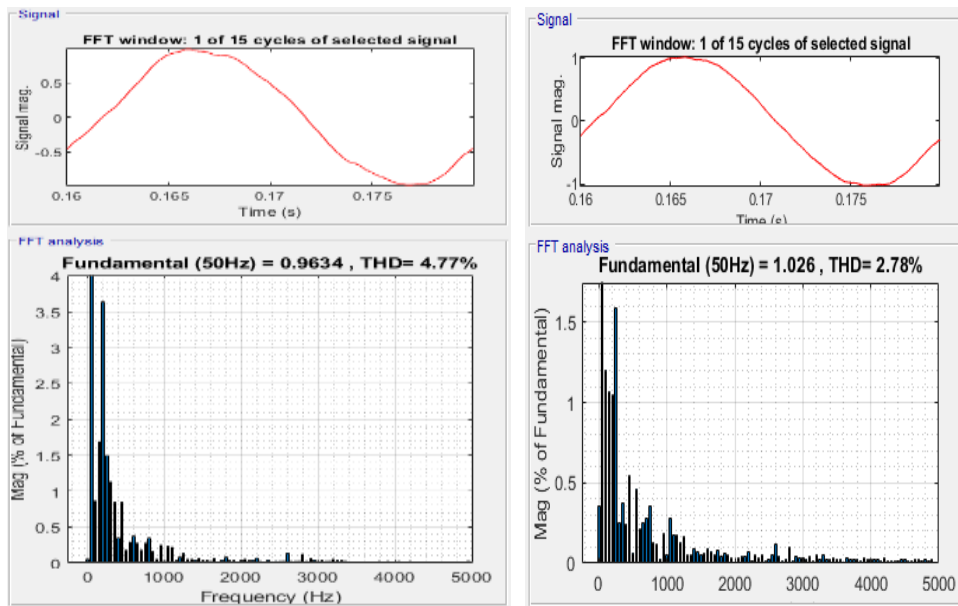 Signal
FFT window: 1 of 15 cycles of selected signal
Signal mag.
0.5
0
-0.5
0.16
0.165
0.17
0.175
Time (s)
FFT analysis
Fundamental (50Hz) = 0.9634 , THD= 4.77%
Mag (% of Fundamental)
4
3.5
3
2.5
2
1.5
1
0.5
0
0
1000
2000
3000
4000
5000
Frequency (Hz)
Signal
FFT window: 1 of 15 cycles of selected signal
Signal mag.
1
0
-1
0.16
0.165
0.17
0.175
Time (s)
FFT analysis
Fundamental (50Hz) = 1.026 , THD= 2.78%
Mag (% of Fundamental)
1.5
1
0.5
0
0
1000
2000
3000
4000
5000